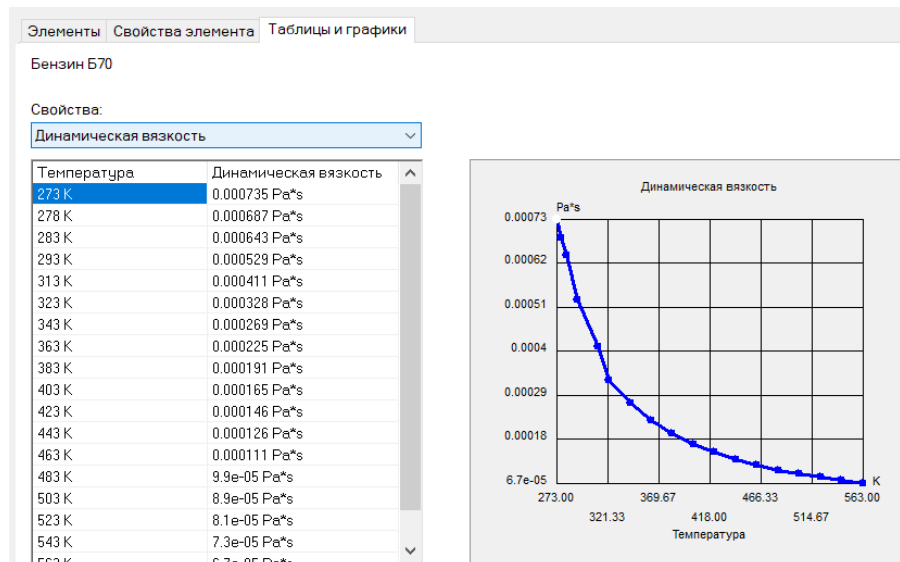 Элементы Свойства элемента Таблицы и графики
Бензин Б70
Свойства:
Динамическая вязкость
Температура Динамическая вязкость
273 K 0.000735 Pa*s
278 K 0.000687 Pa*s
283 K 0.000643 Pa*s
293 K 0.000529 Pa*s
313 K 0.000411 Pa*s
323 K 0.000328 Pa*s
343 K 0.000269 Pa*s
363 K 0.000225 Pa*s
383 K 0.000191 Pa*s
403 K 0.000165 Pa*s
423 K 0.000146 Pa*s
443 K 0.000126 Pa*s
463 K 0.000111 Pa*s
483 K 9.9e-05 Pa*s
503 K 8.9e-05 Pa*s
523 K 8.1e-05 Pa*s
543 K 7.3e-05 Pa*s
Динамическая вязкость
Pa*s
0.00073
0.00062
0.00051
0.0004
0.00029
0.00018
6.7e-05
K
273.00 369.67 466.33 563.00
321.33 418.00 514.67
Температура